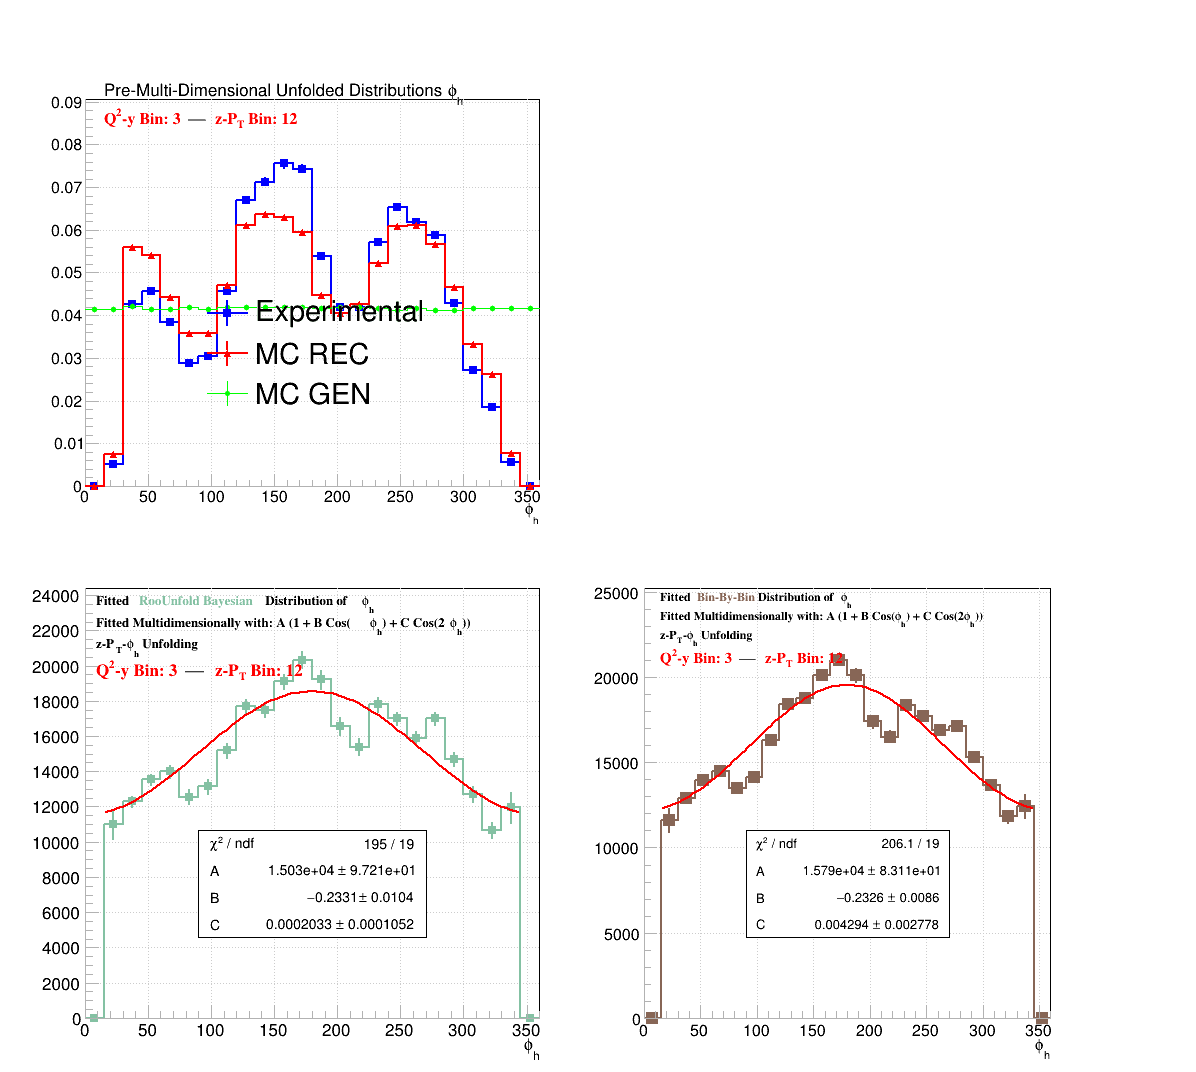 Pre-Multi-Dimensional Unfolded Distributions ϕh
Q²-y Bin: 3 — z-PT Bin: 12
0.09
0.08
0.07
0.06
0.05
0.04
0.03
0.02
0.01
0
Experimental
MC REC
MC GEN
0 50 100 150 200 250 300 350
ϕh
Fitted RooUnfold Bayesian Distribution of ϕh
Fitted Multidimensionally with: A (1 + B Cos( ϕh) + C Cos(2 ϕh))
z-PT-ϕh Unfolding
Q²-y Bin: 3 — z-PT Bin: 12
24000
22000
20000
18000
16000
14000
12000
10000
8000
6000
4000
2000
0
χ² / ndf 195 / 19
A 1.503e+04 ± 9.721e+01
B −0.2331± 0.0104
C 0.0002033 ± 0.0001052
0 50 100 150 200 250 300 350
ϕh
Fitted Bin-By-Bin Distribution of ϕh
Fitted Multidimensionally with: A (1 + B Cos(ϕh) + C Cos(2ϕh))
z-PT-ϕh Unfolding
Q²-y Bin: 3 — z-PT Bin: 12
25000
20000
15000
10000
5000
0
χ² / ndf 206.1 / 19
A 1.579e+04 ± 8.311e+01
B −0.2326 ± 0.0086
C 0.004294 ± 0.002778
0 50 100 150 200 250 300 350
ϕh